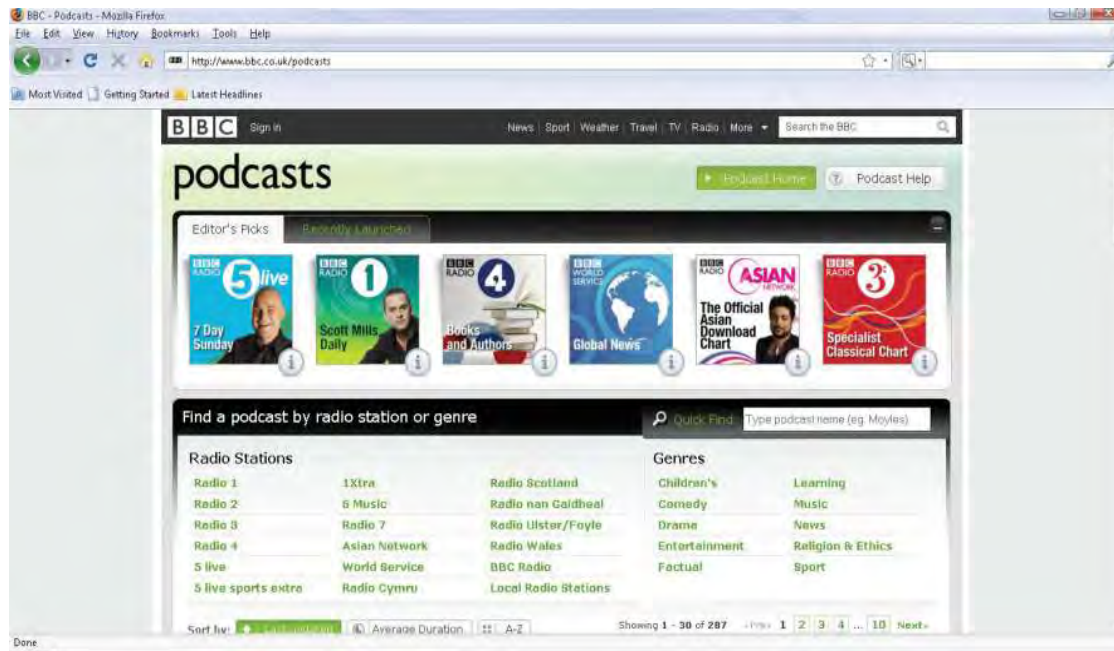 BBC - Podcasts - Mozilla Firefox
File Edit View History Bookmarks Tools Help
http://www.bbc.co.uk/podcasts
Most Visited Getting Started Latest Headlines
BBC Sign in News Sport Weather Travel TV Radio More Search the BBC
podcasts
Podcast Home Podcast Help
Editor's Picks Recently Launched
BBC RADIO 5 live
7 Day Sunday
BBC RADIO 1
Scott Mills Daily
BBC RADIO 4
Books and Authors
BBC WORLD SERVICE
Global News
BBC RADIO ASIAN NETWORK
The Official Asian Download Chart
BBC RADIO 3
Specialist Classical Chart
Find a podcast by radio station or genre
Quick Find Type podcast name (eg. Moyles)
Radio Stations Genres
Radio 1 1Xtra Radio Scotland Children's Learning
Radio 2 6 Music Radio nan Gaidheal Comedy Music
Radio 3 Radio 7 Radio Ulster/Foyle Drama News
Radio 4 Asian Network Radio Wales Entertainment Religion & Ethics
5 live World Service BBC Radio Factual Sport
5 live sports extra Radio Cymru Local Radio Stations
Sort by: Average Duration A-Z Showing 1 - 30 of 287 Prev 1 2 3 4 ... 10 Next
Done